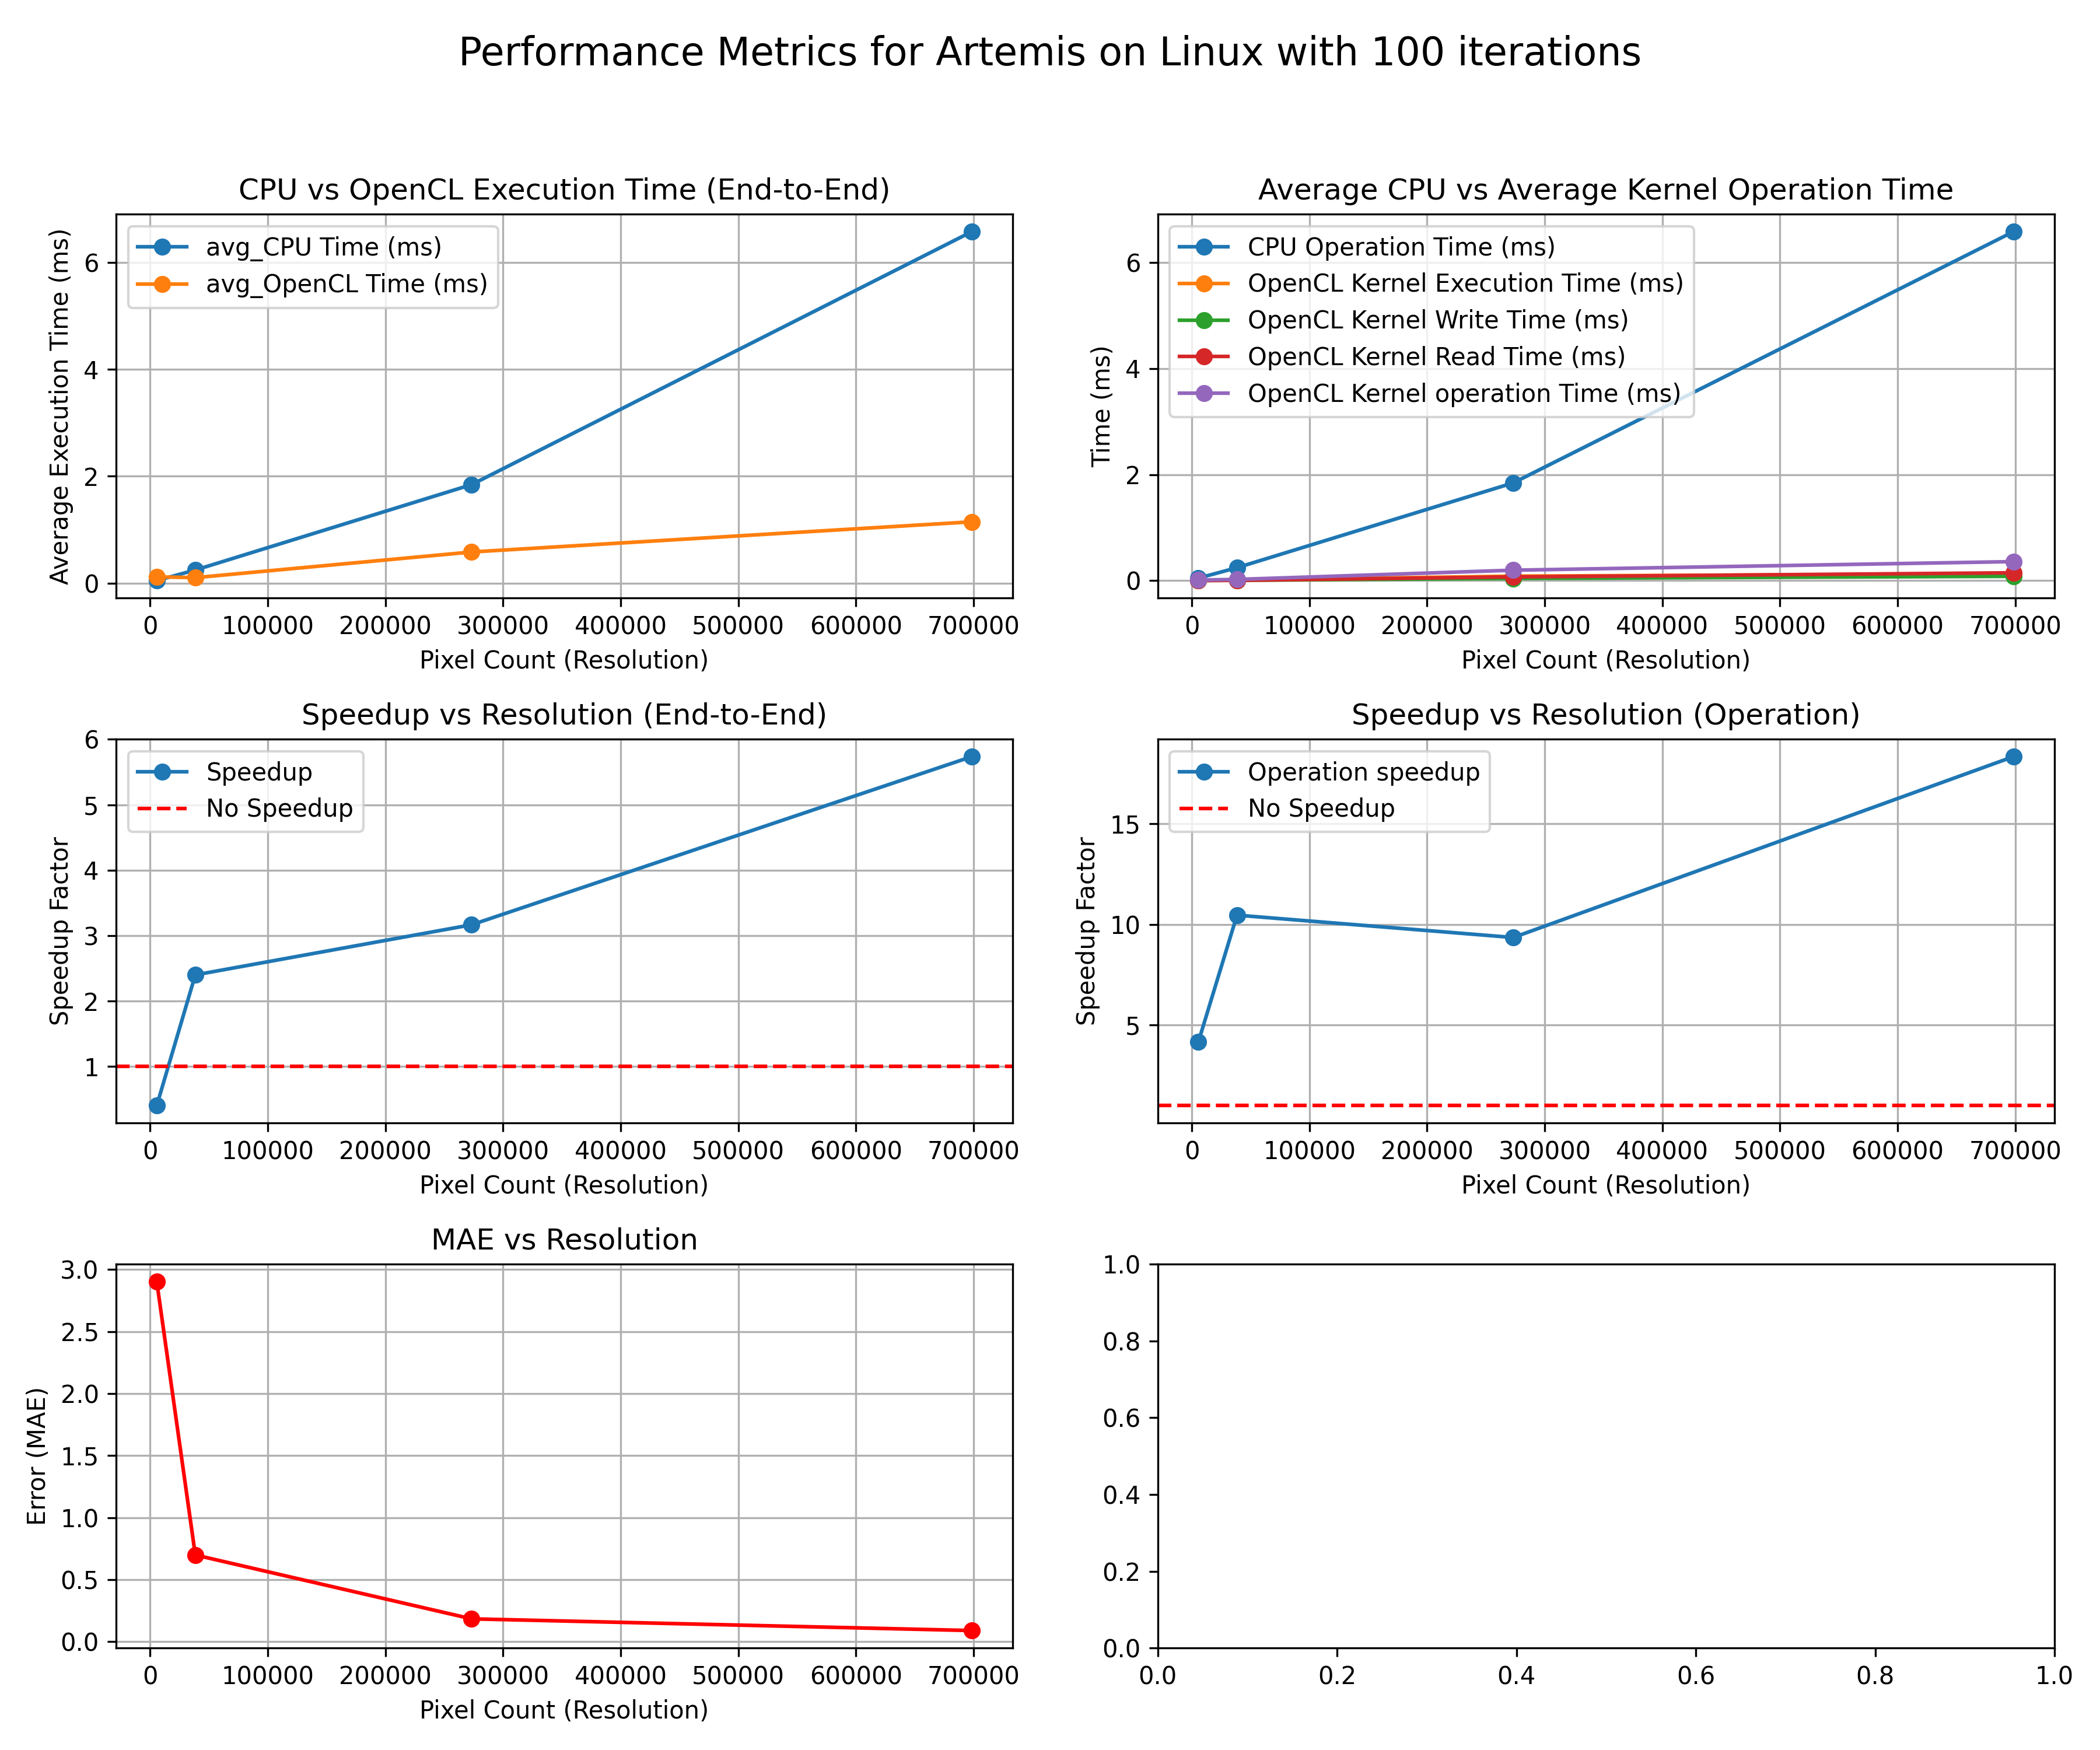 Performance Metrics for Artemis on Linux with 100 iterations
CPU vs OpenCL Execution Time (End-to-End)
avg_CPU Time (ms)
avg_OpenCL Time (ms)
Average Execution Time (ms)
6
4
2
0
0 100000 200000 300000 400000 500000 600000 700000
Pixel Count (Resolution)
Average CPU vs Average Kernel Operation Time
CPU Operation Time (ms)
OpenCL Kernel Execution Time (ms)
OpenCL Kernel Write Time (ms)
OpenCL Kernel Read Time (ms)
OpenCL Kernel operation Time (ms)
Time (ms)
6
4
2
0
0 100000 200000 300000 400000 500000 600000 700000
Pixel Count (Resolution)
Speedup vs Resolution (End-to-End)
Speedup
No Speedup
Speedup Factor
6
5
4
3
2
1
0 100000 200000 300000 400000 500000 600000 700000
Pixel Count (Resolution)
Speedup vs Resolution (Operation)
Operation speedup
No Speedup
Speedup Factor
15
10
5
0 100000 200000 300000 400000 500000 600000 700000
Pixel Count (Resolution)
MAE vs Resolution
Error (MAE)
3.0
2.5
2.0
1.5
1.0
0.5
0.0
0 100000 200000 300000 400000 500000 600000 700000
Pixel Count (Resolution)
1.0
0.8
0.6
0.4
0.2
0.0
0.0 0.2 0.4 0.6 0.8 1.0